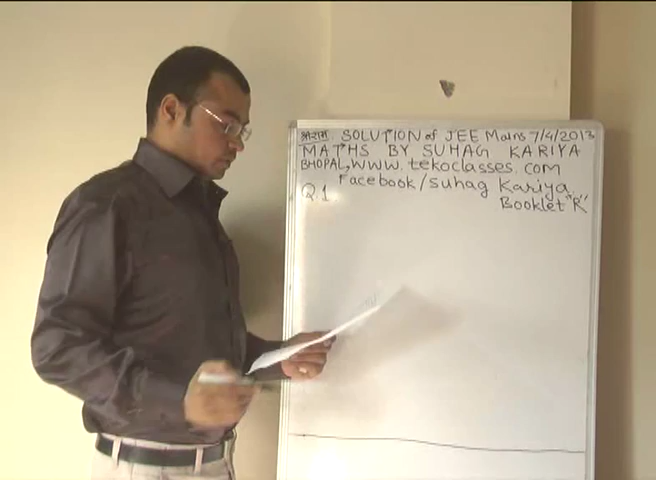 श्रीराम. SOLUTION of JEE Mains 7/4/2013
MATHS BY SUHAG KARIYA
BHOPAL, www.tekoclasses.com
Facebook/suhag Kariya
Q.1 Booklet "R"